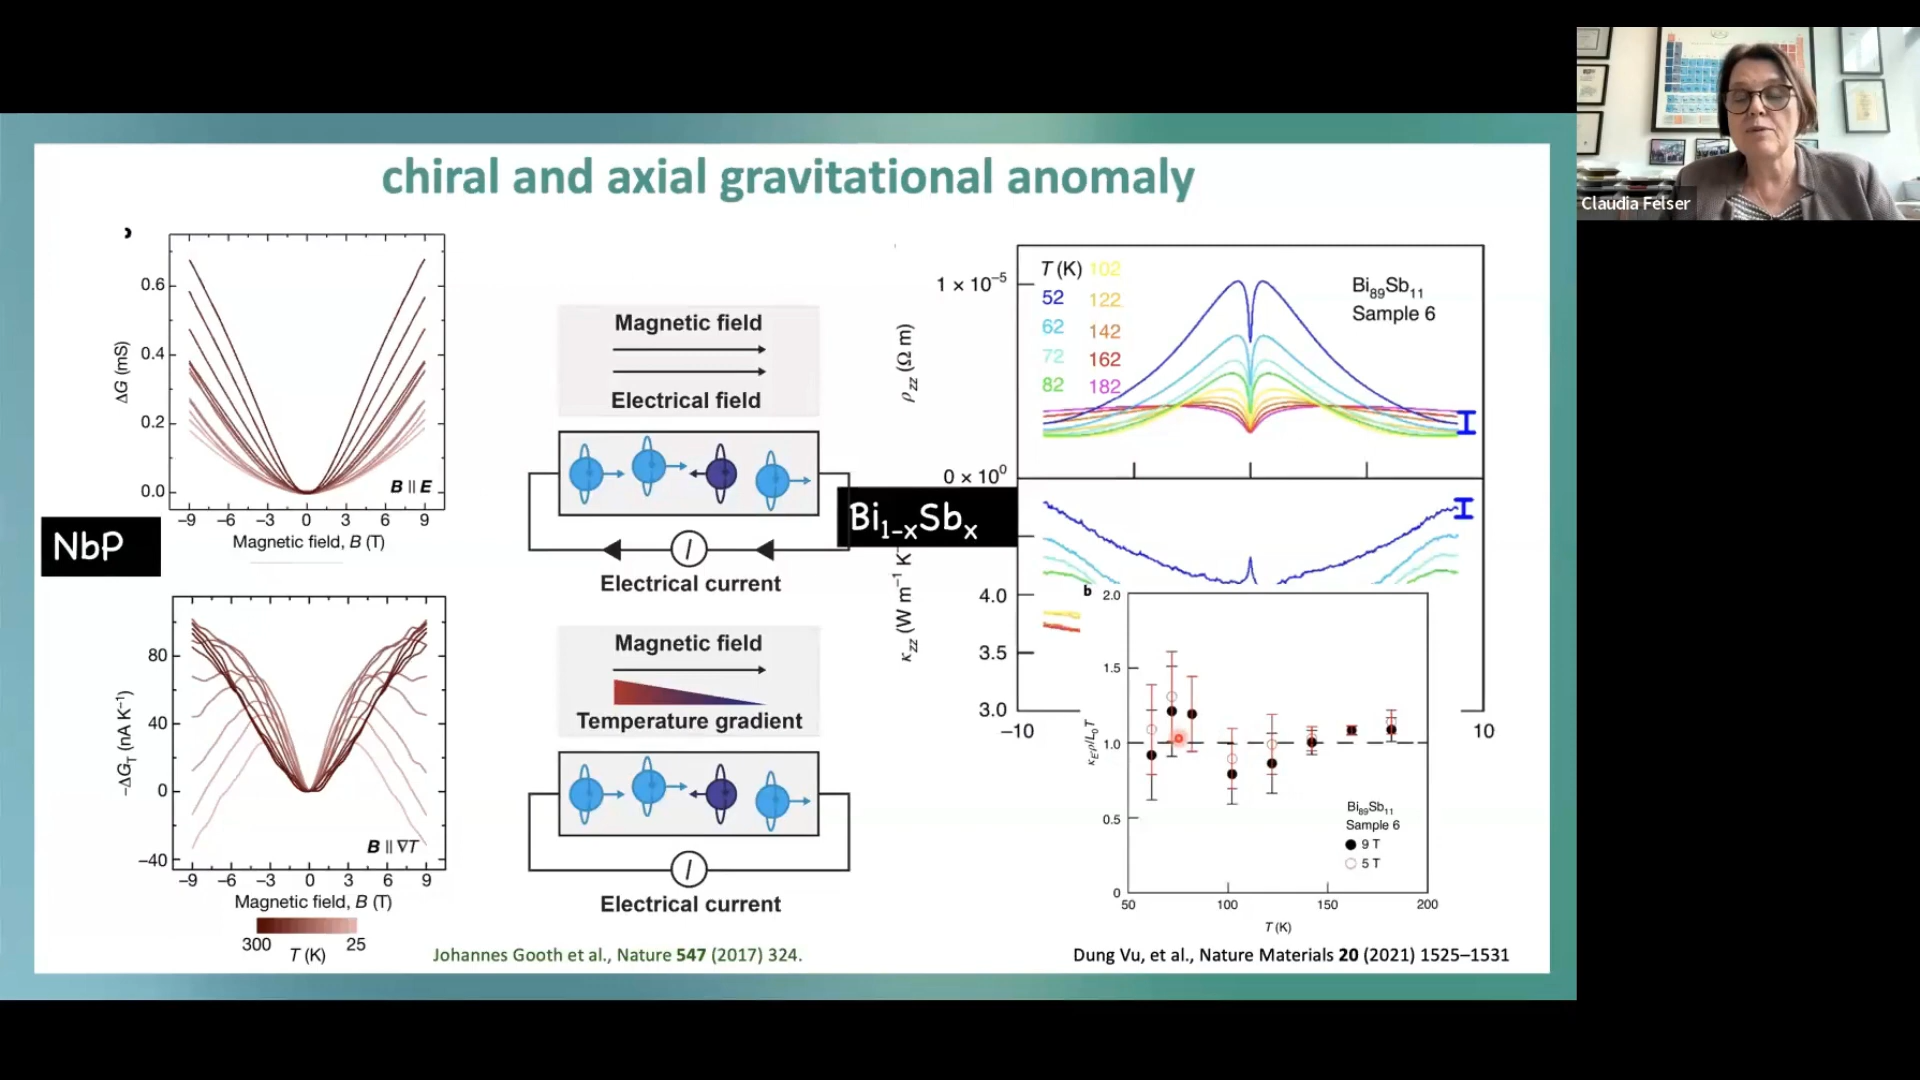 chiral and axial gravitational anomaly
Claudia Felser
0.6
0.4
0.2
0.0
ΔG (mS)
B || E
−9 −6 −3 0 3 6 9
Magnetic field, B (T)
NbP
80
40
0
−40
−ΔG_T (nA K⁻¹)
B || ∇T
−9 −6 −3 0 3 6 9
Magnetic field, B (T)
300 25
T (K)
Magnetic field
Electrical field
I
Electrical current
Magnetic field
Temperature gradient
I
Electrical current
Johannes Gooth et al., Nature 547 (2017) 324.
Bi₁₋ₓSbₓ
1 × 10⁻⁵
ρzz (Ω m)
0 × 10⁰
T (K) 102
52 122
62 142
72 162
82 182
Bi₈₉Sb₁₁
Sample 6
κzz (W m⁻¹ K
4.0
3.5
3.0
−10 10
b
2.0
1.5
1.0
0.5
0
Bi₈₉Sb₁₁
Sample 6
9 T
5 T
50 100 150 200
T (K)
Dung Vu, et al., Nature Materials 20 (2021) 1525–1531